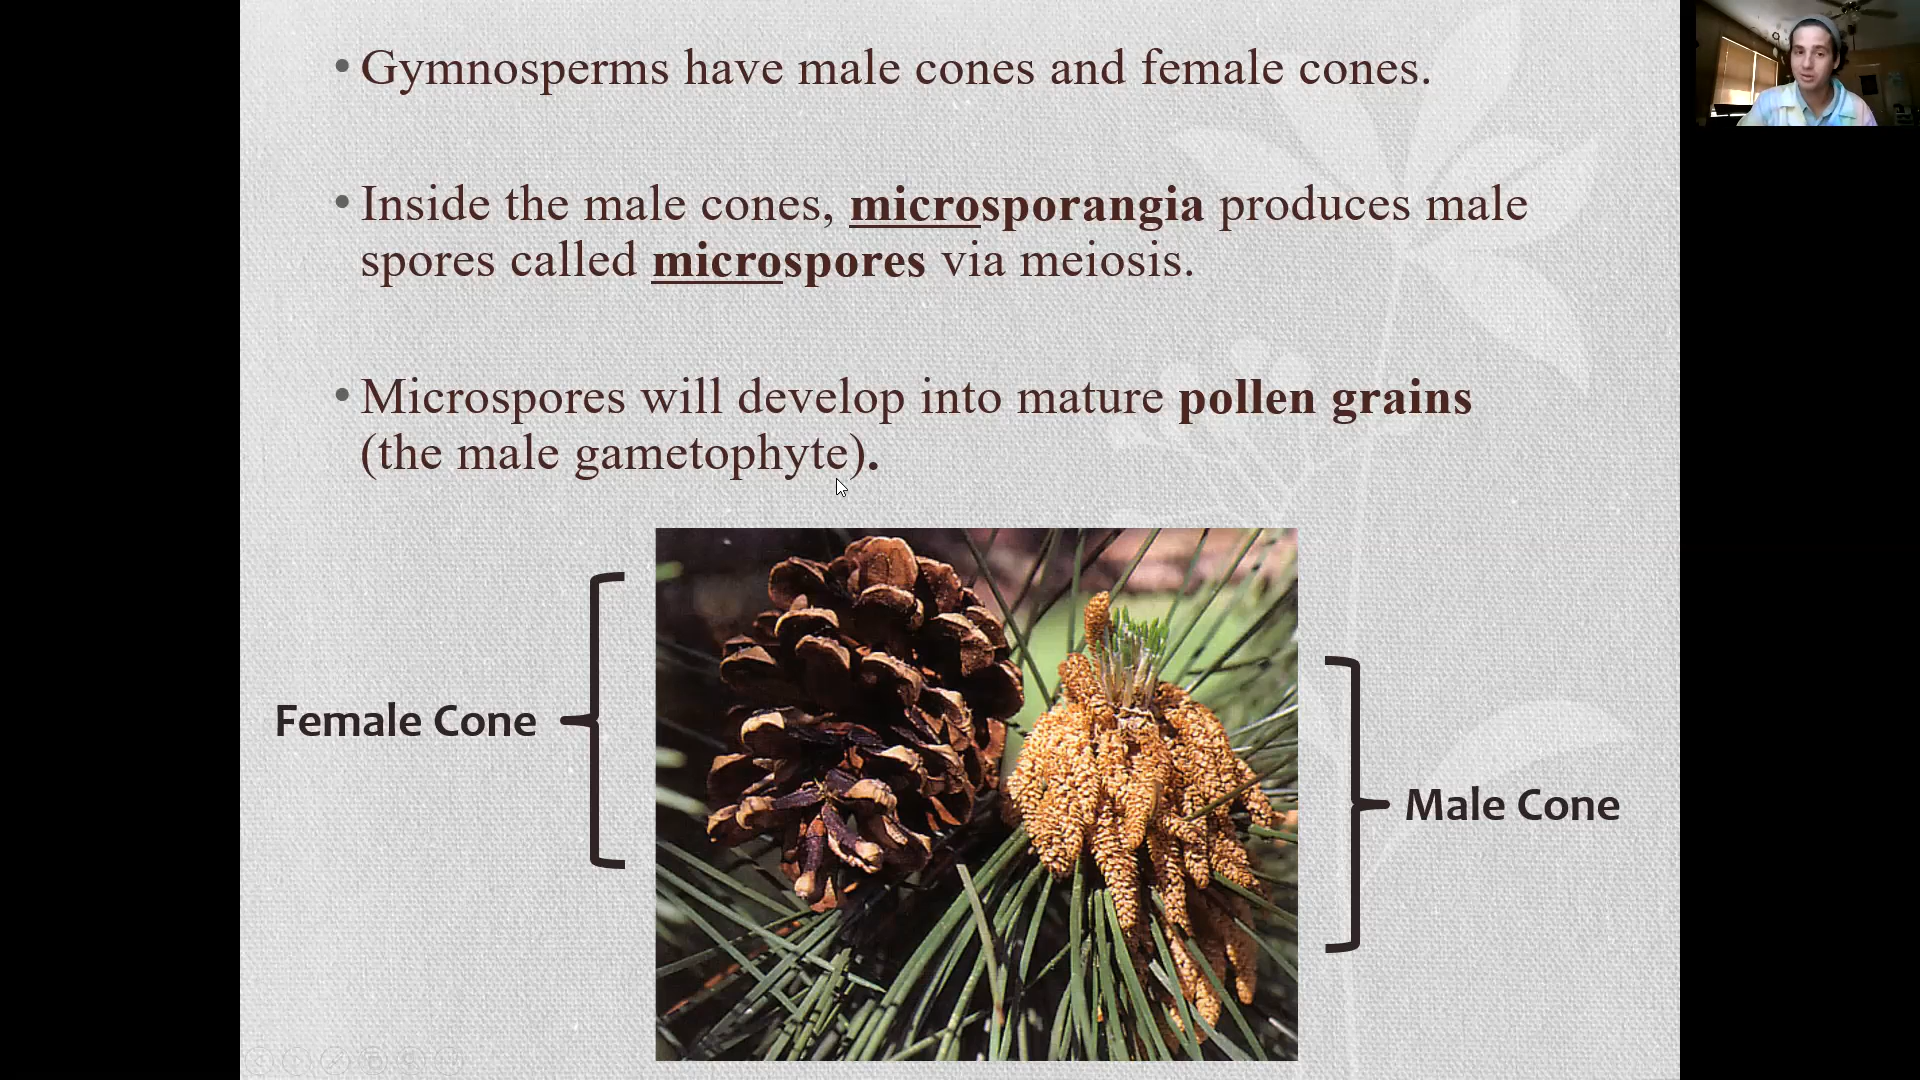 • Gymnosperms have male cones and female cones.
• Inside the male cones, microsporangia produces male
spores called microspores via meiosis.
• Microspores will develop into mature pollen grains
(the male gametophyte).
Female Cone
Male Cone